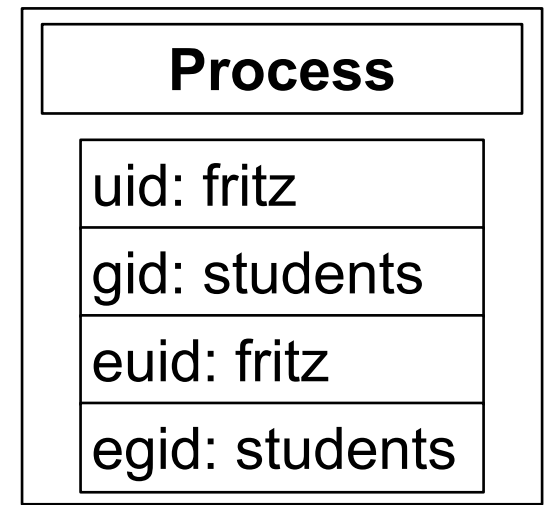 Process
uid: fritz
gid: students
euid: fritz
egid: students